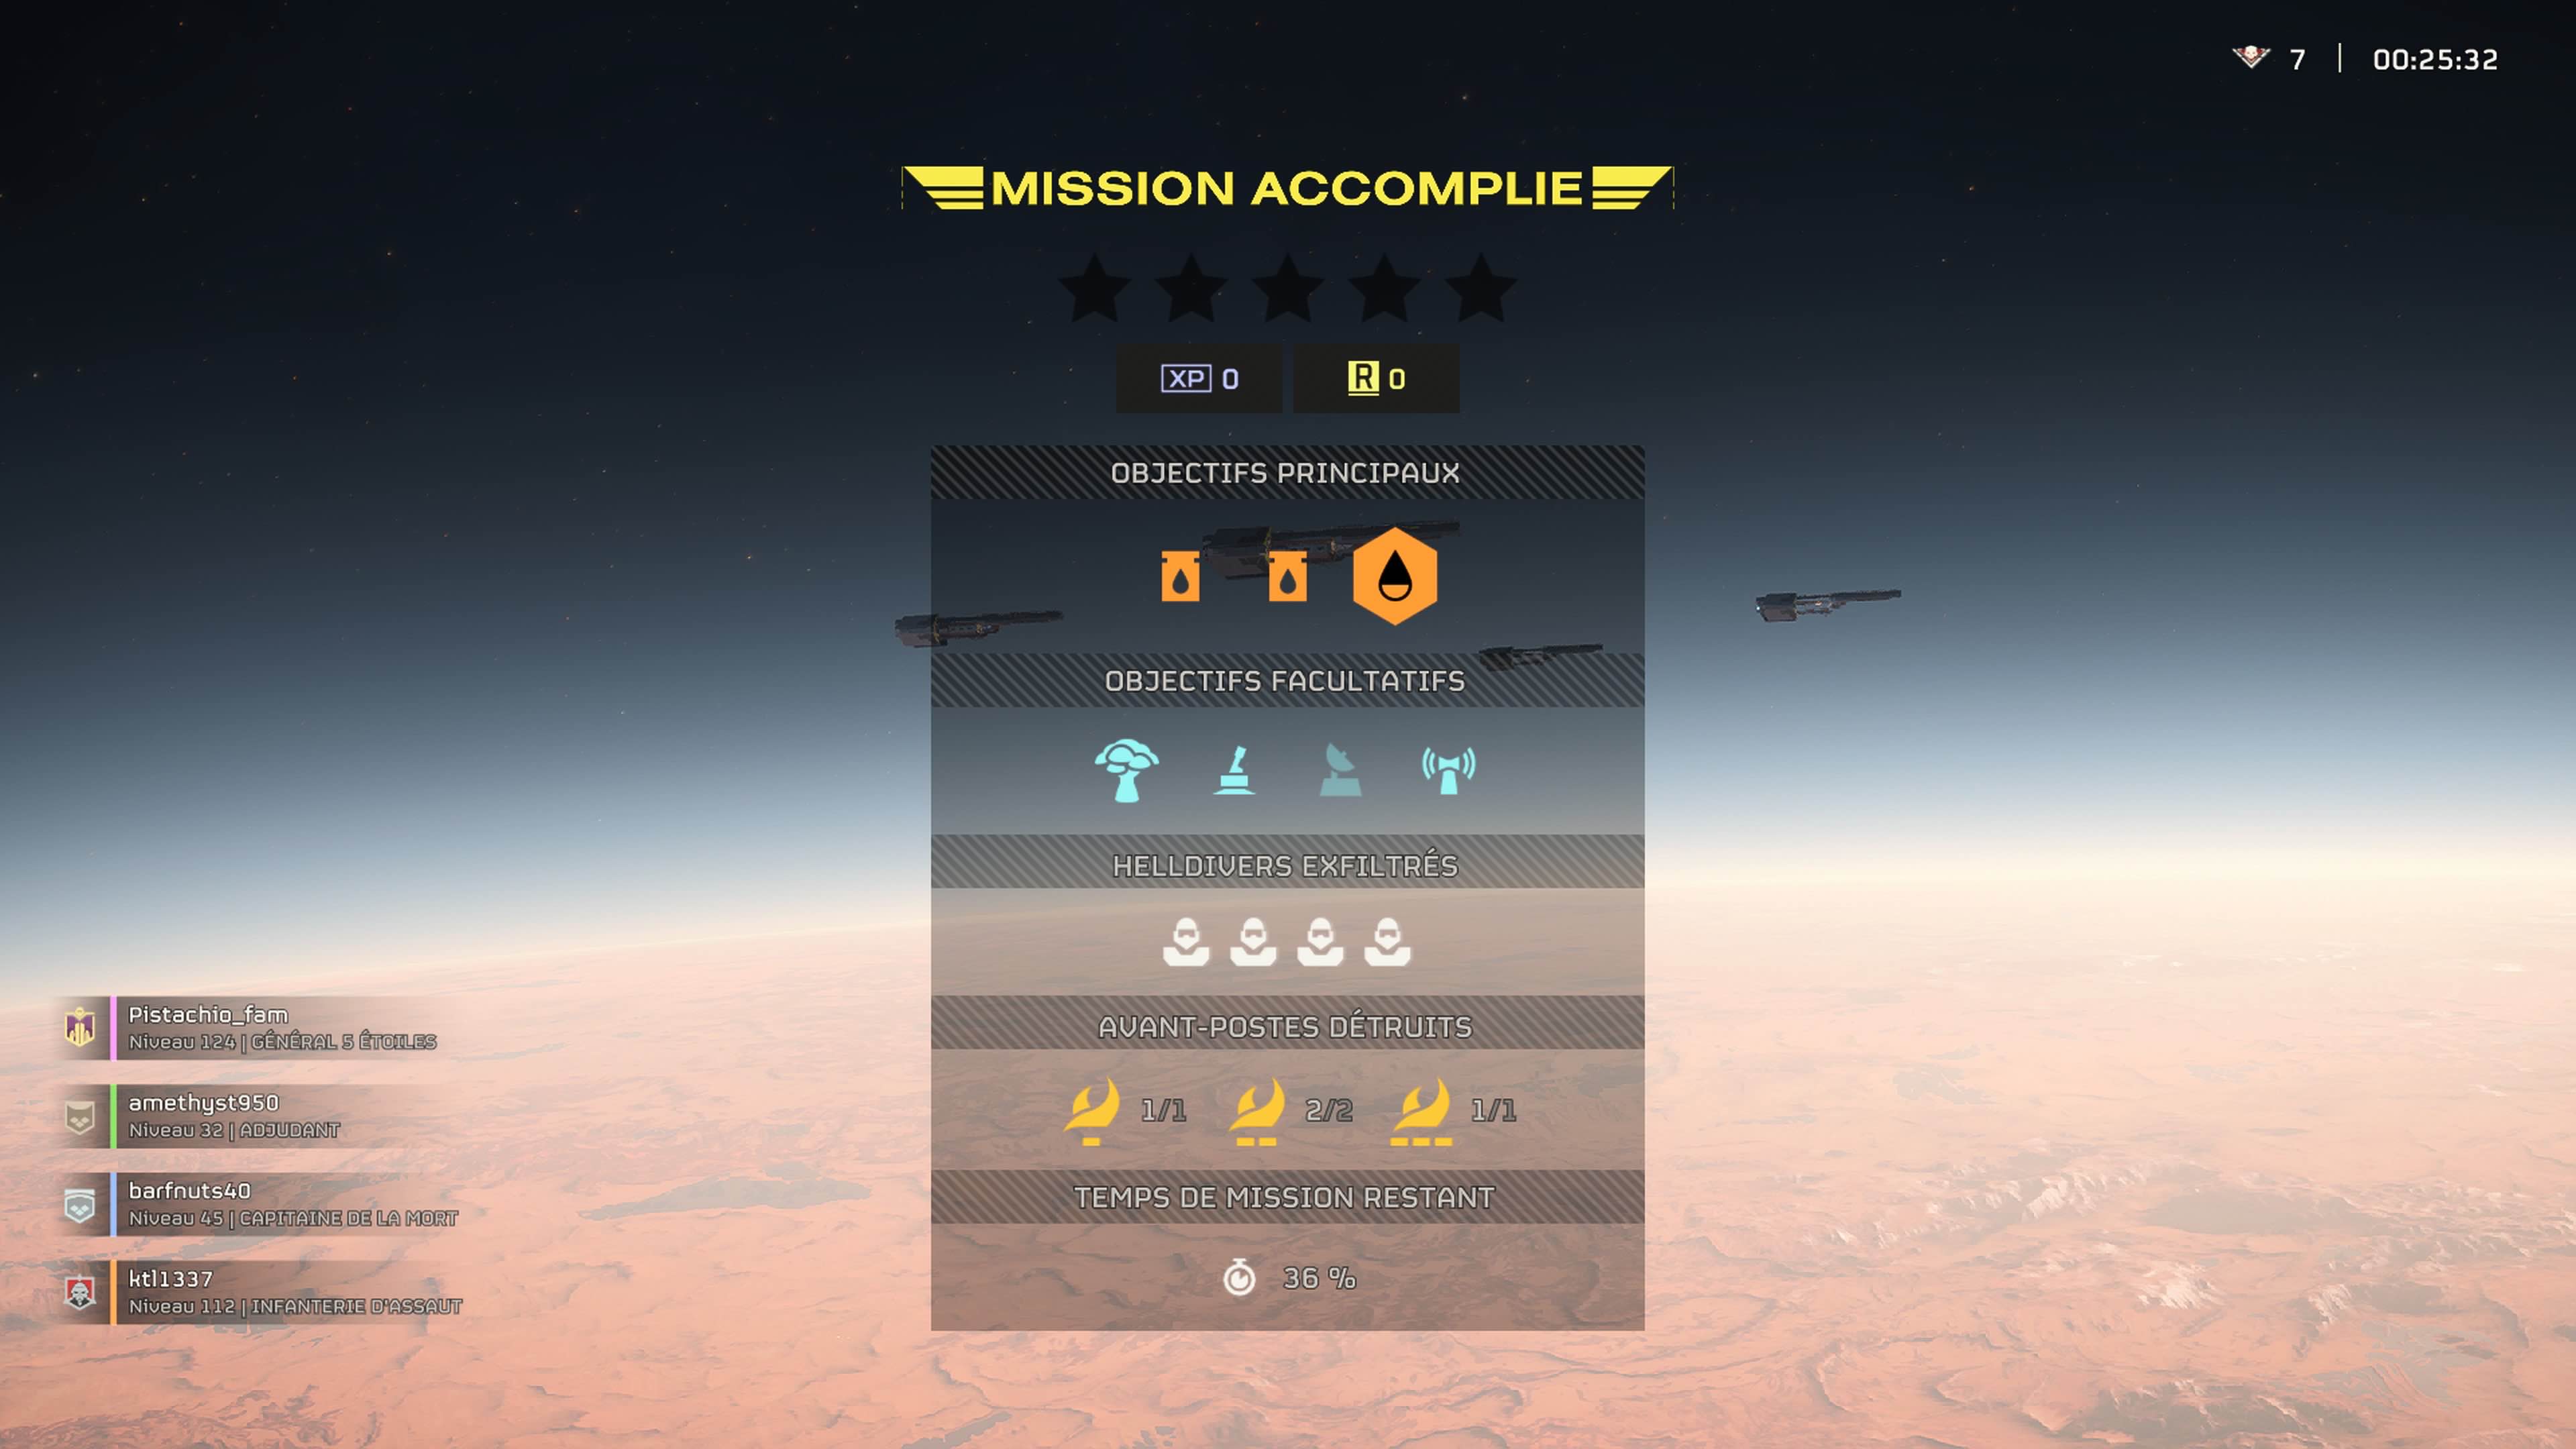 7 | 00:25:32
MISSION ACCOMPLIE
XP 0
R 0
OBJECTIFS PRINCIPAUX
OBJECTIFS FACULTATIFS
HELLDIVERS EXFILTRÉS
AVANT-POSTES DÉTRUITS
1/1 2/2 1/1
TEMPS DE MISSION RESTANT
36 %
Pistachio_fam
Niveau 124 | GÉNÉRAL 5 ÉTOILES
amethyst950
Niveau 32 | ADJUDANT
barfnuts40
Niveau 45 | CAPITAINE DE LA MORT
ktl1337
Niveau 112 | INFANTERIE D'ASSAUT